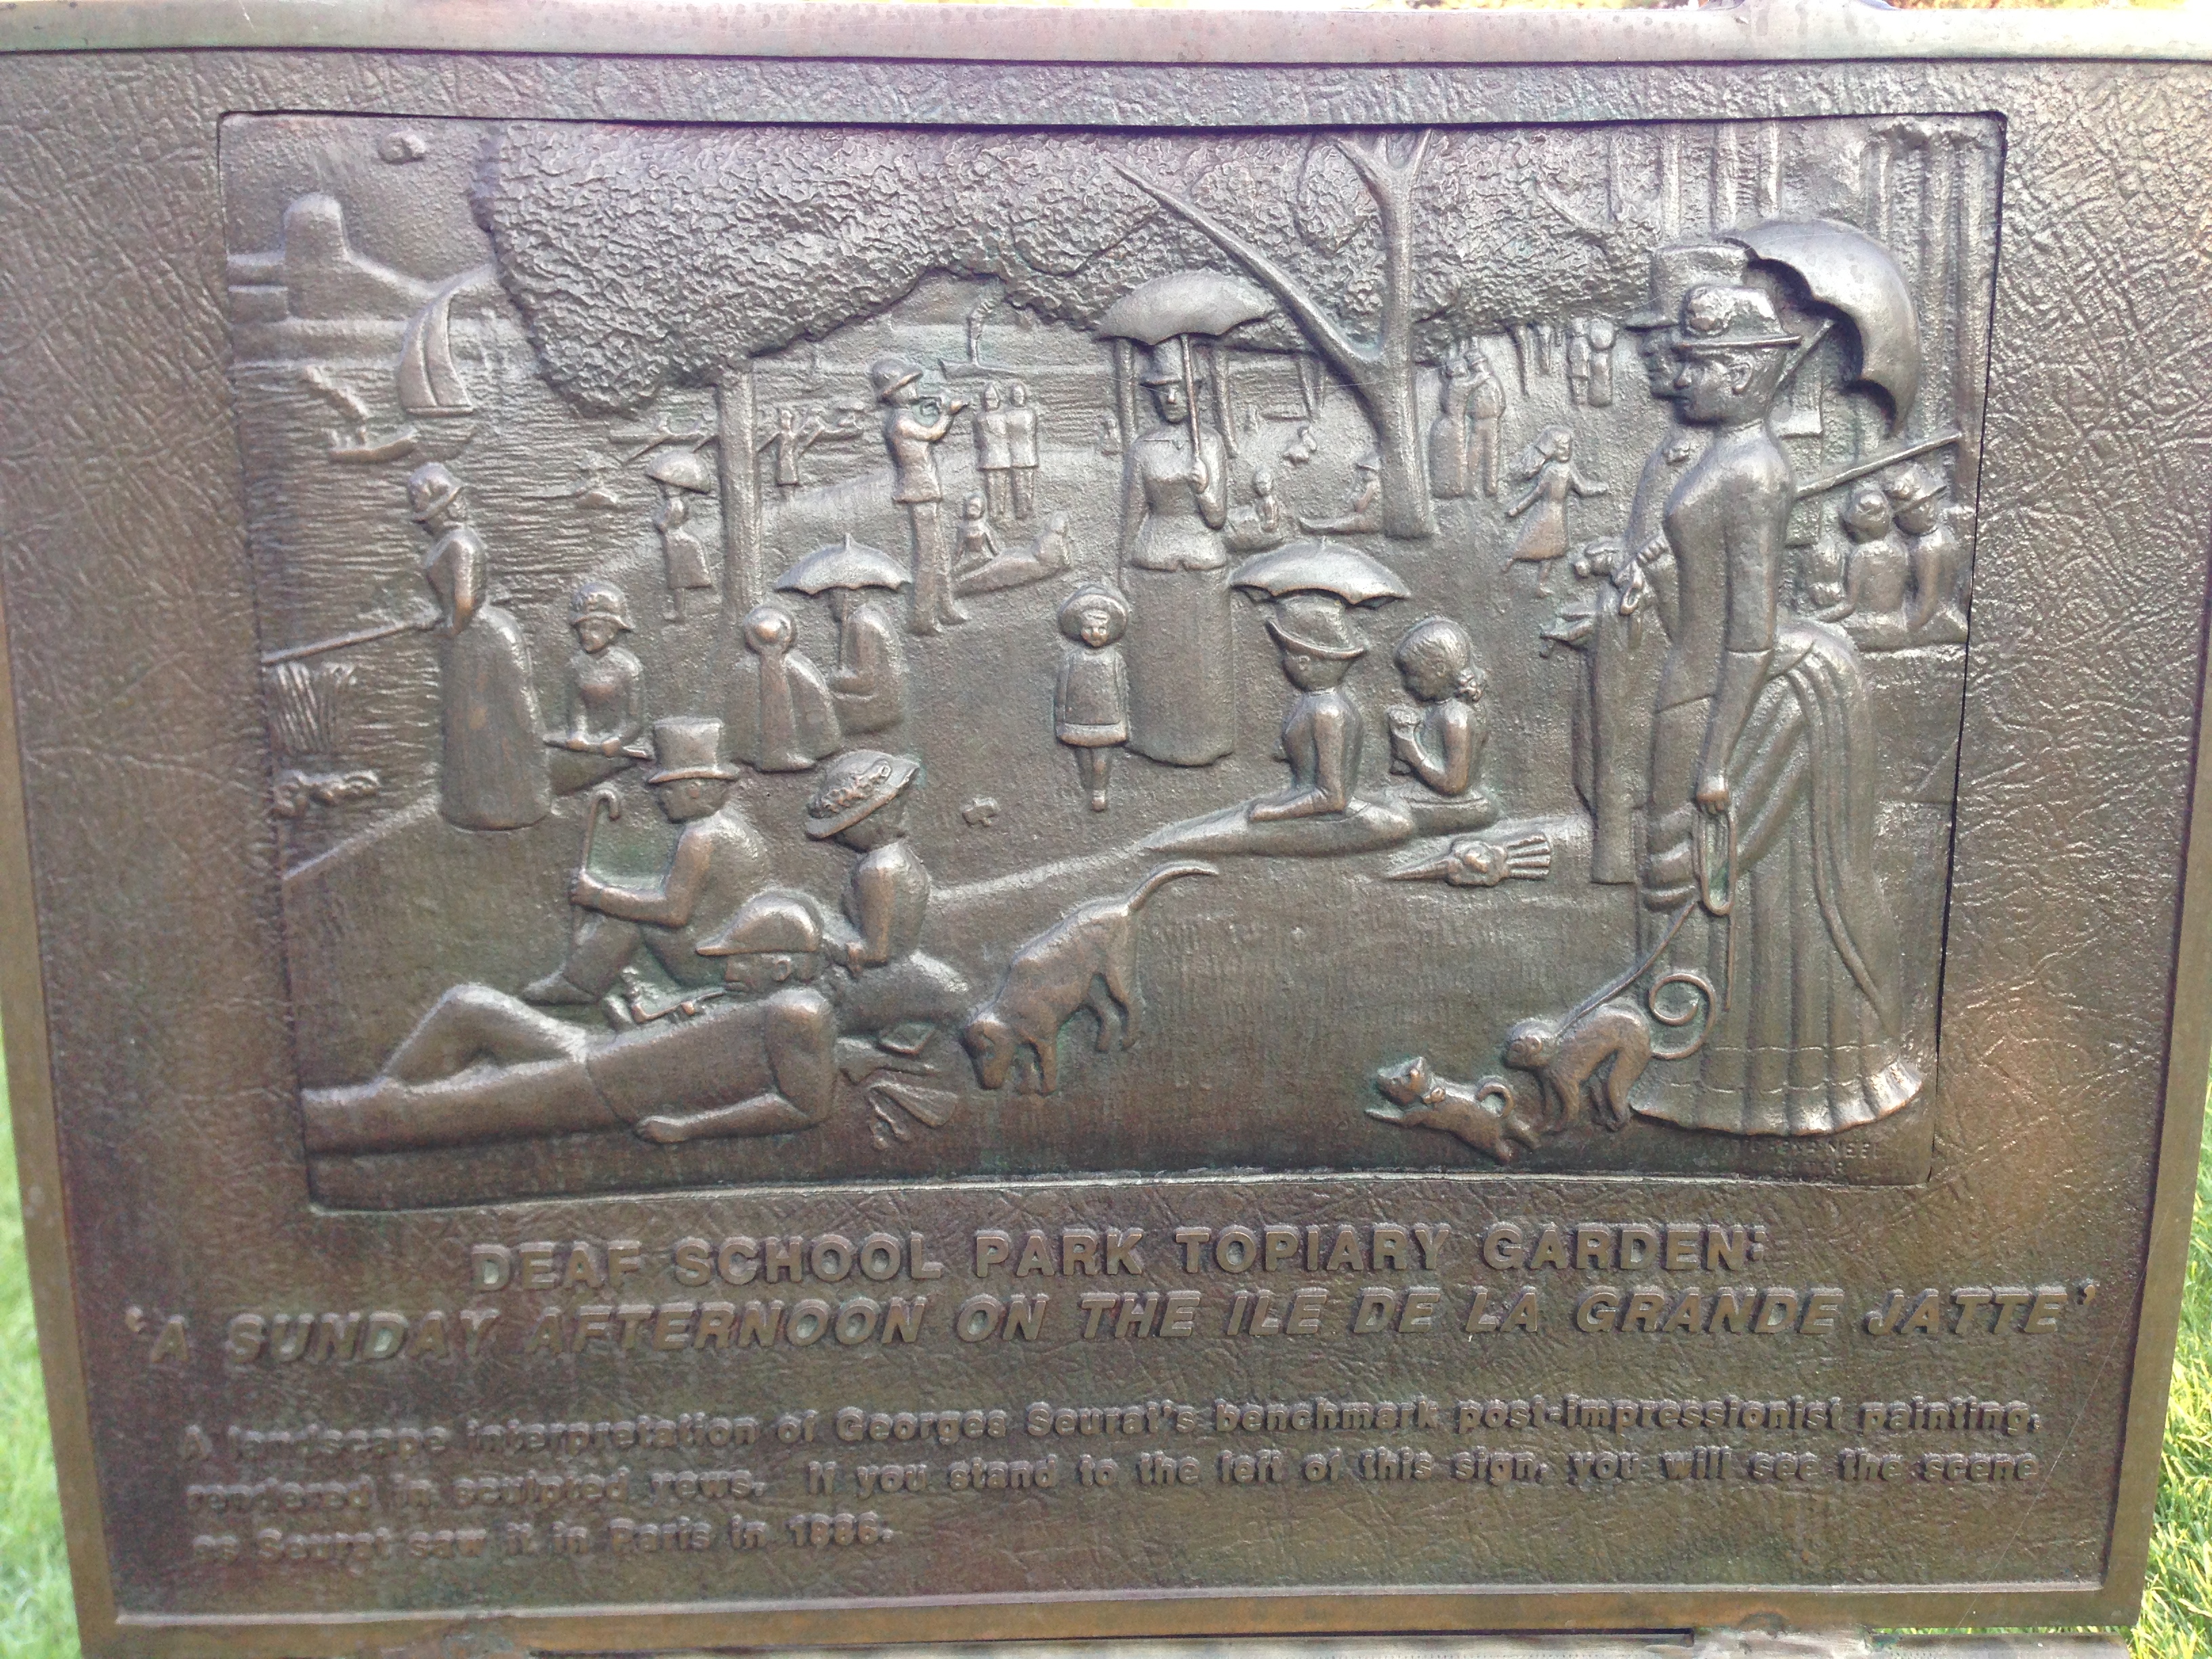 DEAF SCHOOL PARK TOPIARY GARDEN:
'A SUNDAY AFTERNOON ON THE ILE DE LA GRANDE JATTE'
A landscape interpretation of Georges Seurat's benchmark post-impressionist painting,
rendered in sculpted yews. If you stand to the left of this sign, you will see the scene
as Seurat saw it in Paris in 1886.